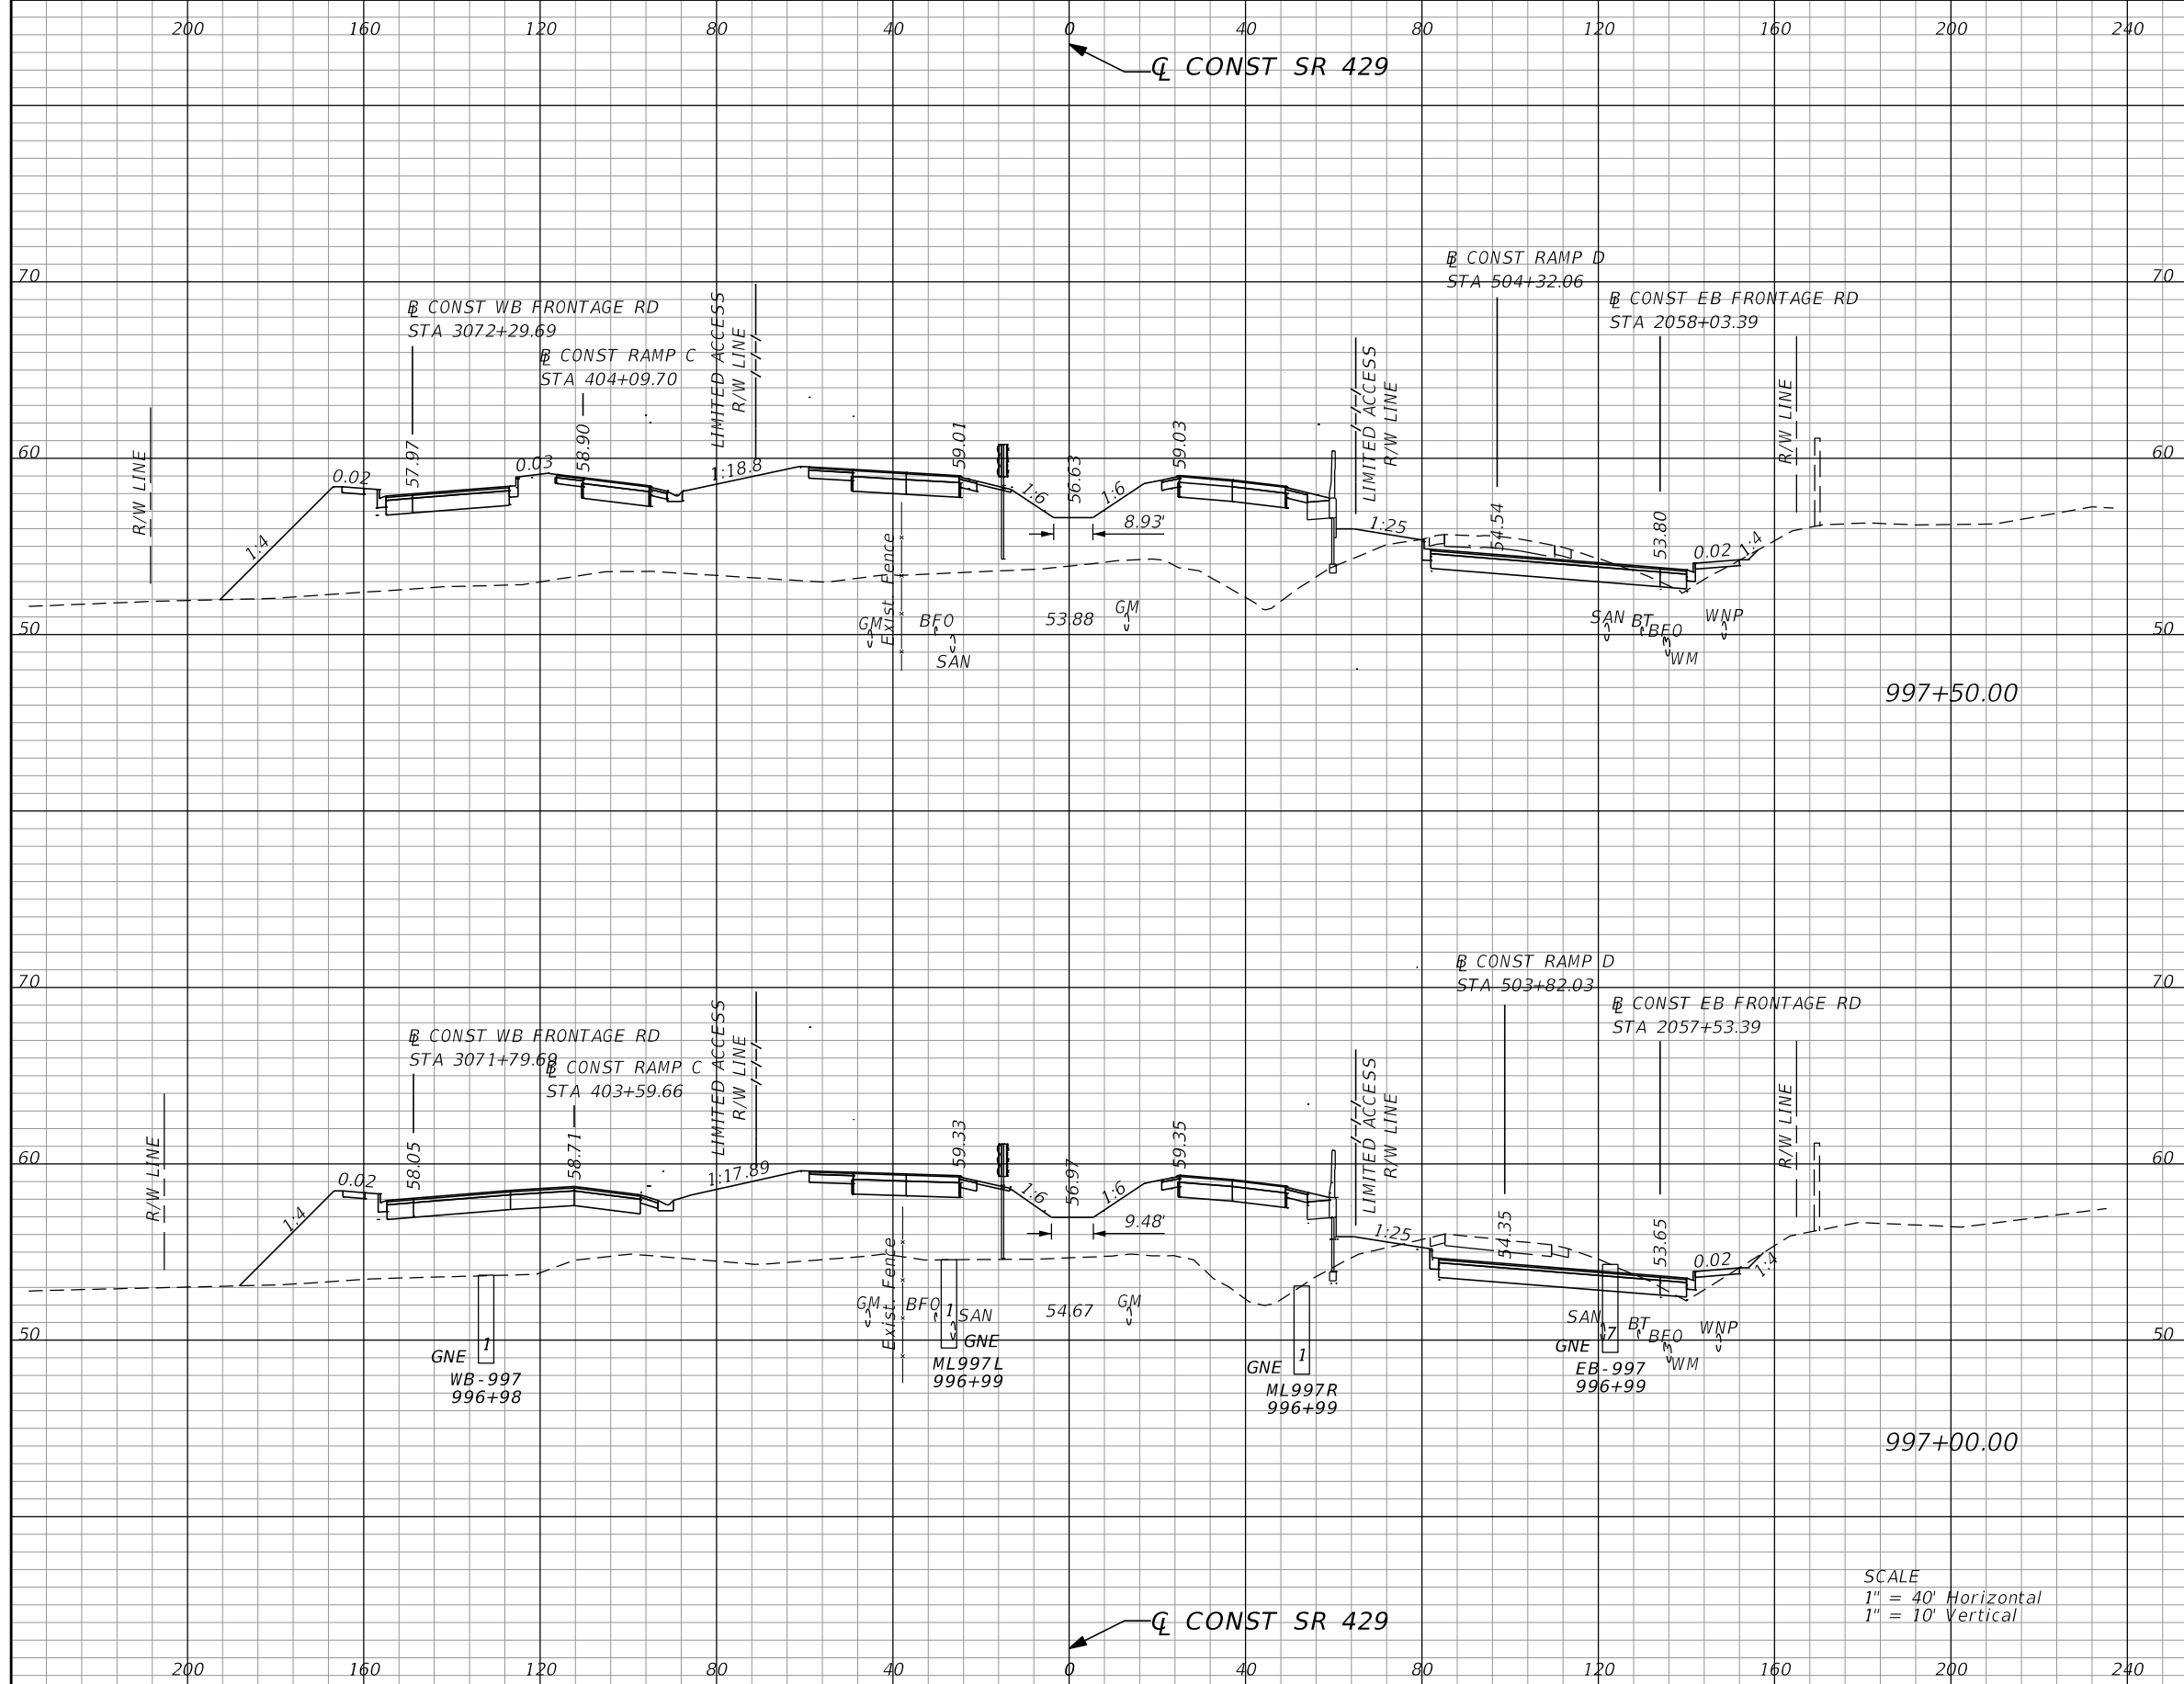 200 160 120 80 40 0 40 80 120 160 200 240
℄ CONST SR 429
70 70
℄ CONST RAMP D
STA 504+32.06
B̲L CONST WB FRONTAGE RD
STA 3072+29.69
BL CONST EB FRONTAGE RD
STA 2058+03.39
BL CONST RAMP C
STA 404+09.70
LIMITED ACCESS
R/W LINE
LIMITED ACCESS
R/W LINE
R/W LINE
R/W LINE
60 60
0.02
57.97
0.03
58.90
1:18.8
59.01
1:6
56.63
1:6
59.03
8.93'
1:25
54.54
53.80
0.02
1:4
1:4
Exist. Fence
GM
BFO
SAN
53.88
GM
SAN
BT
BFO
WM
WNP
50 50
997+50.00
70 70
BL CONST RAMP D
STA 503+82.03
BL CONST WB FRONTAGE RD
STA 3071+79.69
BL CONST EB FRONTAGE RD
STA 2057+53.39
BL CONST RAMP C
STA 403+59.66
LIMITED ACCESS
R/W LINE
LIMITED ACCESS
R/W LINE
R/W LINE
R/W LINE
60 60
0.02
58.05
58.71
1:17.89
59.33
1:6
56.97
1:6
59.35
9.48'
1:25
54.35
53.65
0.02
1:4
1:4
Exist. Fence
GM
BFO
1
SAN
54.67
GM
SAN
7
BT
BFO
WM
WNP
50 50
1
GNE
WB-997
996+98
GNE
ML997L
996+99
1
GNE
ML997R
996+99
GNE
EB-997
996+99
997+00.00
SCALE
1" = 40' Horizontal
1" = 10' Vertical
℄ CONST SR 429
200 160 120 80 40 0 40 80 120 160 200 240